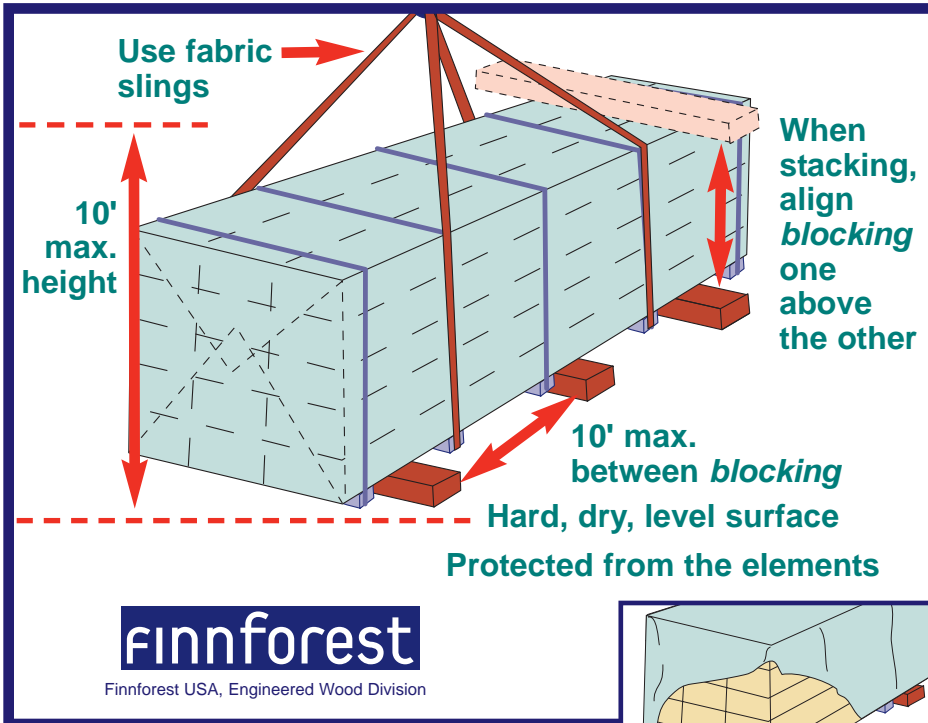 Use fabric
slings
10'
max.
height
When
stacking,
align
blocking
one
above
the other
10' max.
between blocking
Hard, dry, level surface
Protected from the elements
Finnforest
Finnforest USA, Engineered Wood Division